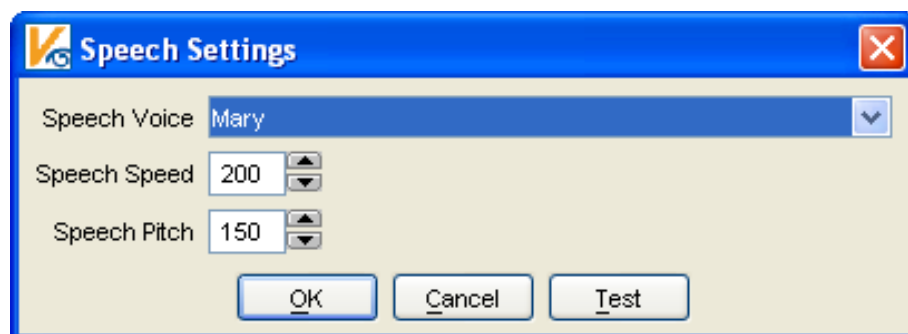 Speech Settings
Speech Voice Mary
Speech Speed 200
Speech Pitch 150
OK Cancel Test